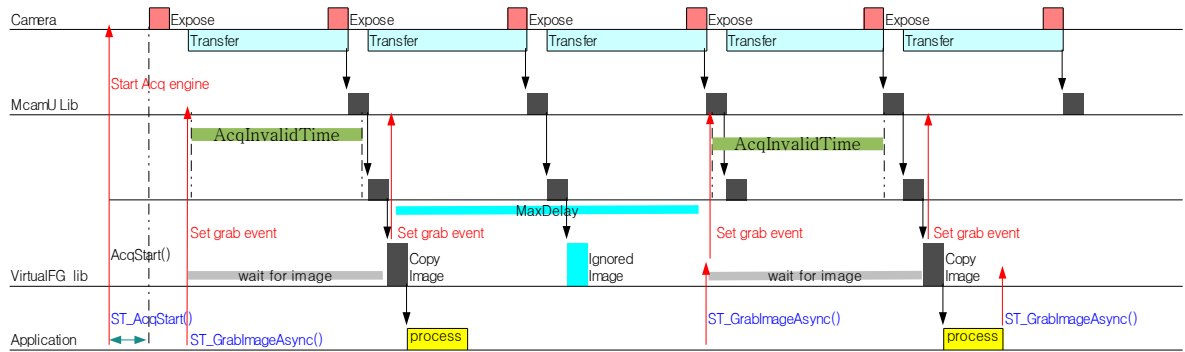 Camera
Expose
Expose
Expose
Expose
Expose
Transfer
Transfer
Transfer
Transfer
Transfer
Start Acq engine
McamU Lib
AcqInvalidTime
AcqInvalidTime
MaxDelay
Set grab event
Set grab event
Set grab event
Set grab event
AcqStart()
Copy
Image
Ignored
Image
Copy
Image
VirtualFG lib
wait for image
wait for image
ST_AcqStart()
ST_GrabImageAsync()
ST_GrabImageAsync()
Application
ST_GrabImageAsync()
process
process